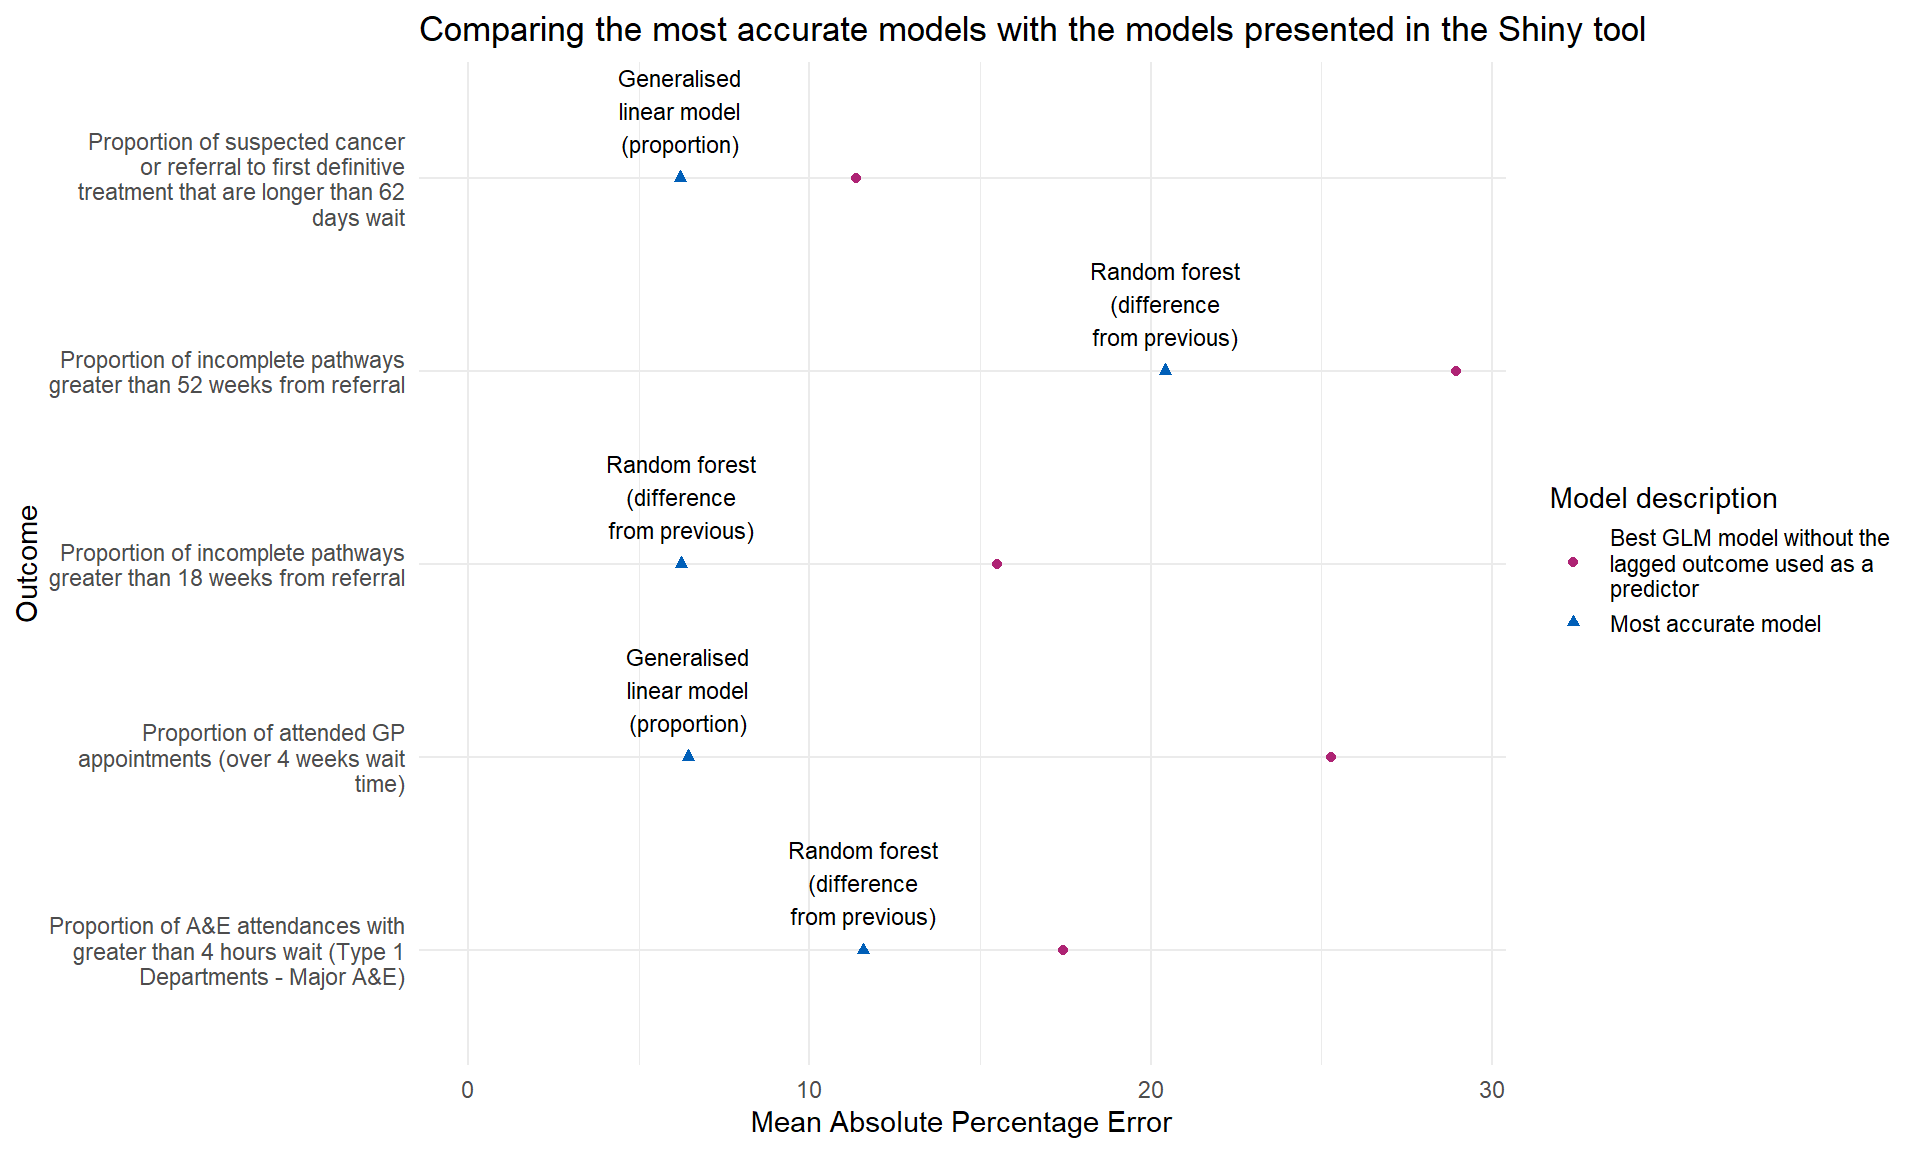 Comparing the most accurate models with the models presented in the Shiny tool
Generalised
linear model
(proportion)
Proportion of suspected cancer
or referral to first definitive
treatment that are longer than 62
days wait
Random forest
(difference
from previous)
Proportion of incomplete pathways
greater than 52 weeks from referral
Random forest
(difference
from previous)
Proportion of incomplete pathways
greater than 18 weeks from referral
Generalised
linear model
(proportion)
Proportion of attended GP
appointments (over 4 weeks wait
time)
Random forest
(difference
from previous)
Proportion of A&E attendances with
greater than 4 hours wait (Type 1
Departments - Major A&E)
Outcome
0 10 20 30
Mean Absolute Percentage Error
Model description
Best GLM model without the
lagged outcome used as a
predictor
Most accurate model